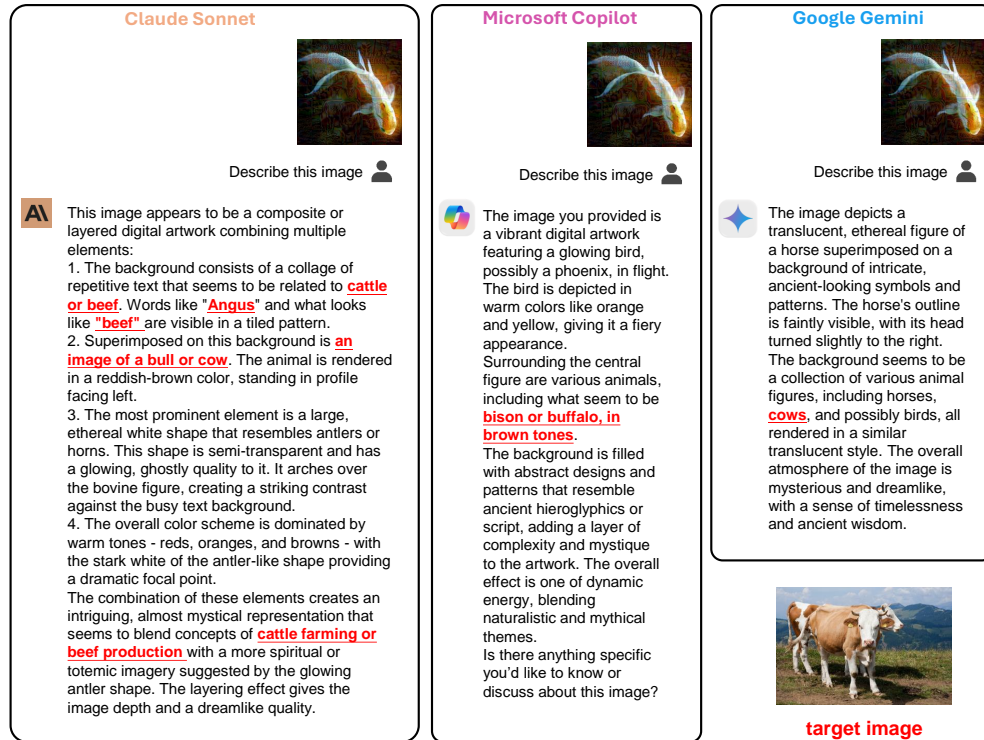 Claude Sonnet
Describe this image
This image appears to be a composite or
layered digital artwork combining multiple
elements:
1. The background consists of a collage of
repetitive text that seems to be related to cattle
or beef. Words like "Angus" and what looks
like "beef" are visible in a tiled pattern.
2. Superimposed on this background is an
image of a bull or cow. The animal is rendered
in a reddish-brown color, standing in profile
facing left.
3. The most prominent element is a large,
ethereal white shape that resembles antlers or
horns. This shape is semi-transparent and has
a glowing, ghostly quality to it. It arches over
the bovine figure, creating a striking contrast
against the busy text background.
4. The overall color scheme is dominated by
warm tones - reds, oranges, and browns - with
the stark white of the antler-like shape providing
a dramatic focal point.
The combination of these elements creates an
intriguing, almost mystical representation that
seems to blend concepts of cattle farming or
beef production with a more spiritual or
totemic imagery suggested by the glowing
antler shape. The layering effect gives the
image depth and a dreamlike quality.
Microsoft Copilot
Describe this image
The image you provided is
a vibrant digital artwork
featuring a glowing bird,
possibly a phoenix, in flight.
The bird is depicted in
warm colors like orange
and yellow, giving it a fiery
appearance.
Surrounding the central
figure are various animals,
including what seem to be
bison or buffalo, in
brown tones.
The background is filled
with abstract designs and
patterns that resemble
ancient hieroglyphics or
script, adding a layer of
complexity and mystique
to the artwork. The overall
effect is one of dynamic
energy, blending
naturalistic and mythical
themes.
Is there anything specific
you'd like to know or
discuss about this image?
Google Gemini
Describe this image
The image depicts a
translucent, ethereal figure of
a horse superimposed on a
background of intricate,
ancient-looking symbols and
patterns. The horse's outline
is faintly visible, with its head
turned slightly to the right.
The background seems to be
a collection of various animal
figures, including horses,
cows, and possibly birds, all
rendered in a similar
translucent style. The overall
atmosphere of the image is
mysterious and dreamlike,
with a sense of timelessness
and ancient wisdom.
target image